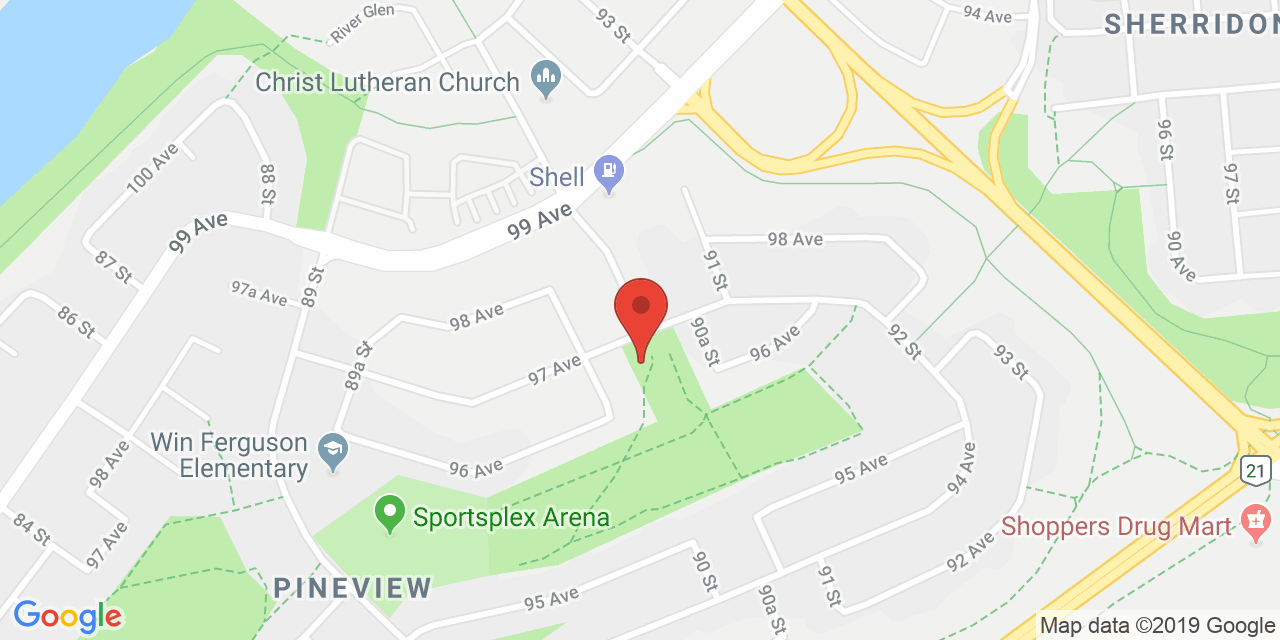 River Glen
93 St
94 Ave
SHERRIDON
Christ Lutheran Church
96 St
97 St
100 Ave
88 St
Shell
99 Ave
99 Ave
98 Ave
90 Ave
87 St
89 St
91 St
97a Ave
86 St
98 Ave
90a St
96 Ave
92 St
93 St
89a St
97 Ave
Win Ferguson
Elementary
98 Ave
96 Ave
95 Ave
94 Ave
21
Sportsplex Arena
Shoppers Drug Mart
84 St
97 Ave
92 Ave
PINEVIEW
90 St
91 St
95 Ave
90a St
Google
Map data ©2019 Google